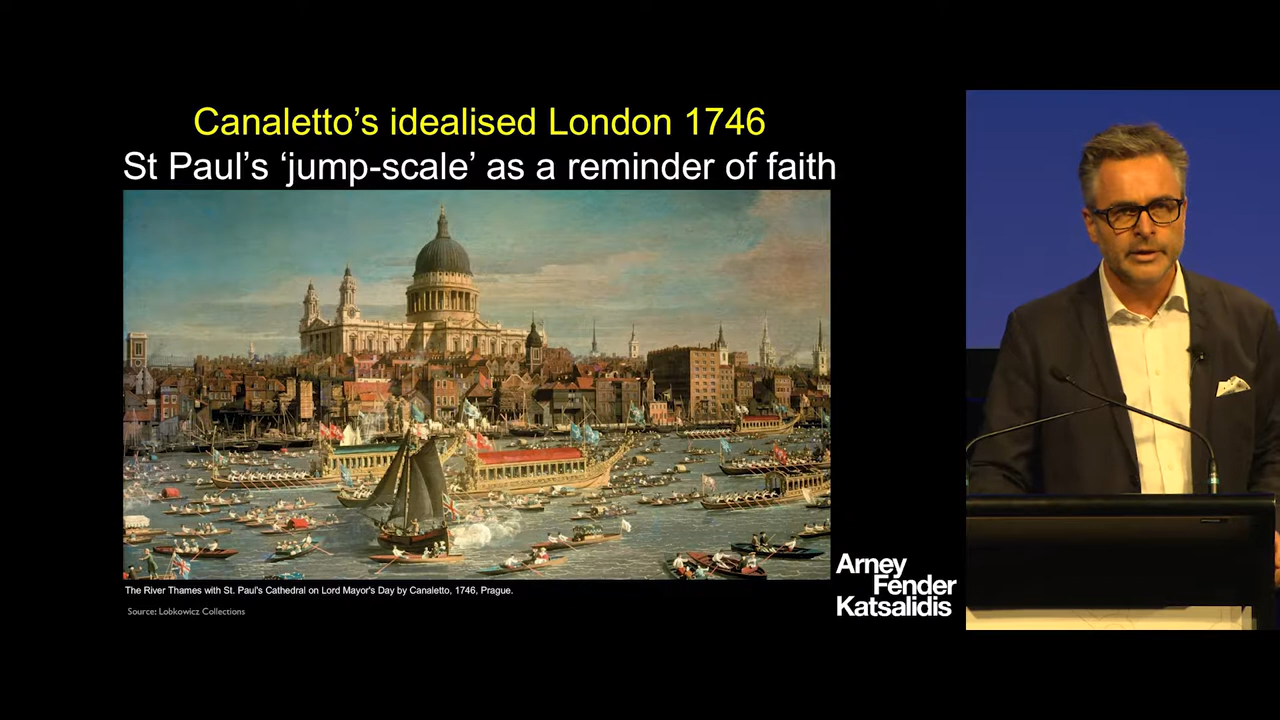 Canaletto’s idealised London 1746
St Paul’s ‘jump-scale’ as a reminder of faith
The River Thames with St. Paul's Cathedral on Lord Mayor's Day by Canaletto, 1746, Prague.
Source: Lobkowicz Collections
Arney
Fender
Katsalidis